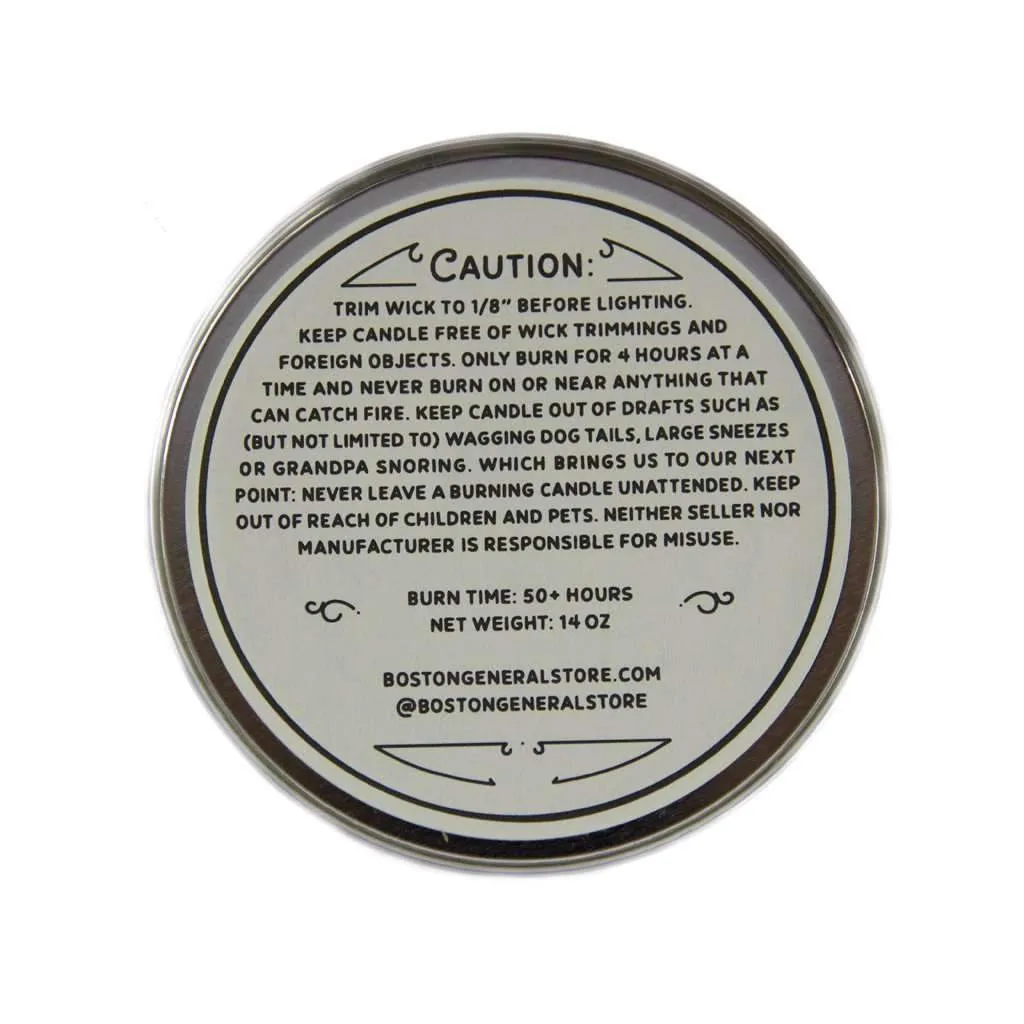 CAUTION:
TRIM WICK TO 1/8" BEFORE LIGHTING.
KEEP CANDLE FREE OF WICK TRIMMINGS AND
FOREIGN OBJECTS. ONLY BURN FOR 4 HOURS AT A
TIME AND NEVER BURN ON OR NEAR ANYTHING THAT
CAN CATCH FIRE. KEEP CANDLE OUT OF DRAFTS SUCH AS
(BUT NOT LIMITED TO) WAGGING DOG TAILS, LARGE SNEEZES
OR GRANDPA SNORING. WHICH BRINGS US TO OUR NEXT
POINT: NEVER LEAVE A BURNING CANDLE UNATTENDED. KEEP
OUT OF REACH OF CHILDREN AND PETS. NEITHER SELLER NOR
MANUFACTURER IS RESPONSIBLE FOR MISUSE.
BURN TIME: 50+ HOURS
NET WEIGHT: 14 OZ
BOSTONGENERALSTORE.COM
@BOSTONGENERALSTORE